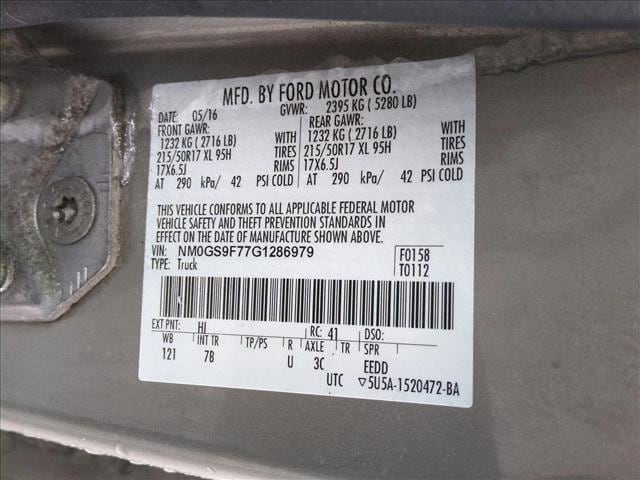 MFD. BY FORD MOTOR CO.
DATE: 05/16 GVWR: 2395 KG ( 5280 LB)
FRONT GAWR: REAR GAWR:
1232 KG ( 2716 LB) WITH 1232 KG ( 2716 LB) WITH
215/50R17 XL 95H TIRES 215/50R17 XL 95H TIRES
17X6.5J RIMS 17X6.5J RIMS
AT 290 kPa/ 42 PSI COLD AT 290 kPa/ 42 PSI COLD
THIS VEHICLE CONFORMS TO ALL APPLICABLE FEDERAL MOTOR
VEHICLE SAFETY AND THEFT PREVENTION STANDARDS IN
EFFECT ON THE DATE OF MANUFACTURE SHOWN ABOVE.
VIN: NM0GS9F77G1286979 F0158
TYPE: Truck T0112
EXT PNT: HI RC: 41 DSO:
WB INT TR TP/PS R AXLE TR SPR
121 7B U 3C EEDD
UTC ▽5U5A-1520472-BA